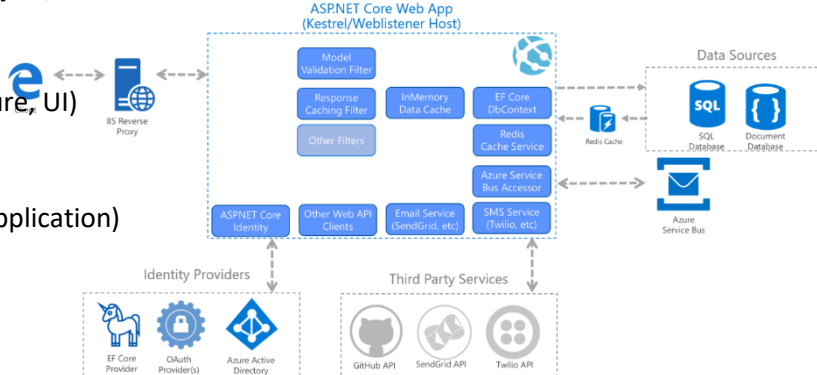 ASP.NET Core Web App
(Kestrel/Weblistener Host)
Model
Validation Filter
Response
Caching Filter
Other Filters
InMemory
Data Cache
EF Core
DbContext
Redis
Cache Service
Azure Service
Bus Accessor
ASPNET Core
Identity
Other Web API
Clients
Email Service
(SendGrid, etc)
SMS Service
(Twilio, etc)
UI)
IIS Reverse
Proxy
Redis Cache
Data Sources
SQL
SQL
Database
{ }
Document
Database
Azure
Service Bus
Identity Providers
EF Core
Provider
OAuth
Provider(s)
Azure Active
Directory
Third Party Services
GitHub API
SendGrid API
Twilio API